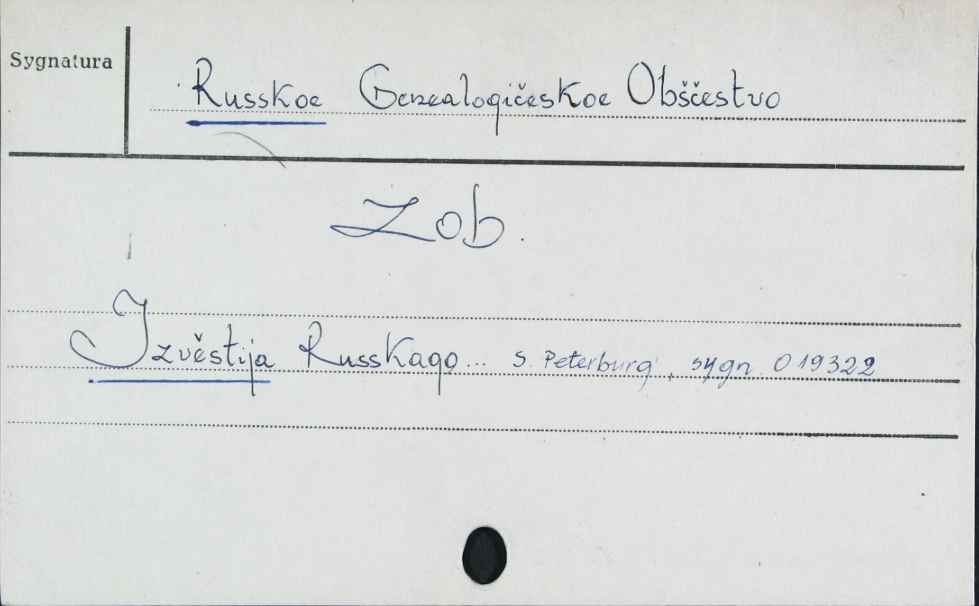 Sygnatura
Russkoe Genealogičeskoe Obščestvo
Zob.
Izvěstija Russkago... S. Peterburg, sygn. 019322